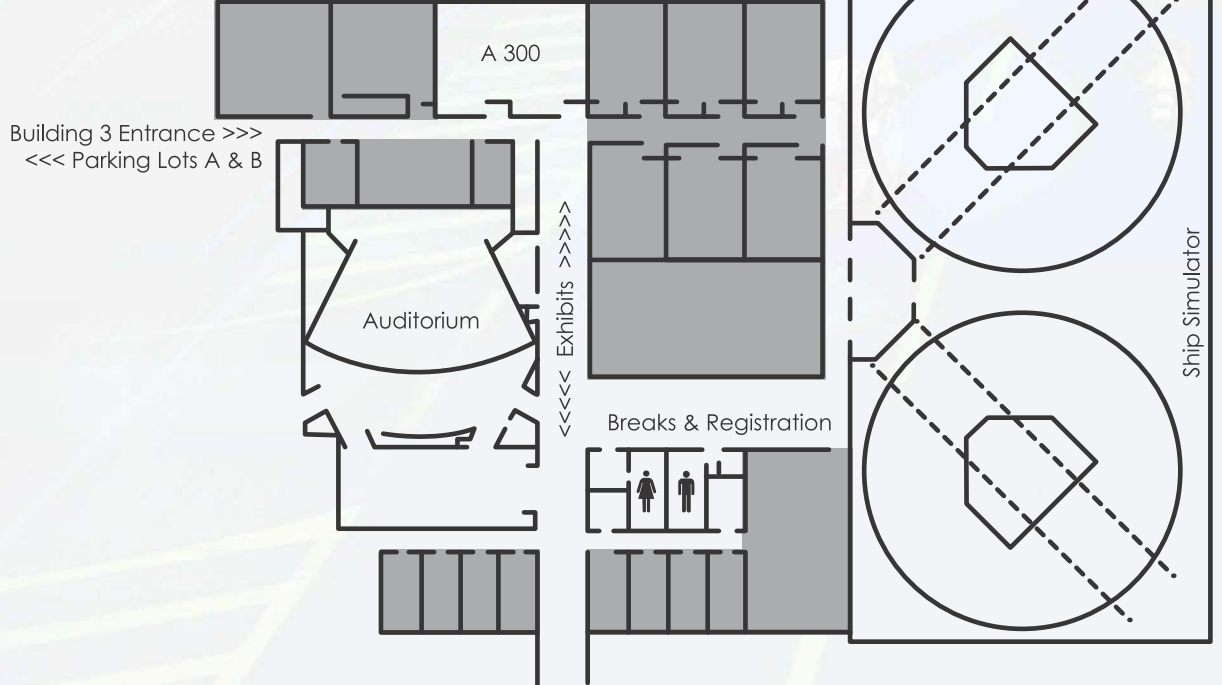 A 300
Building 3 Entrance >>>
<<< Parking Lots A & B
Auditorium
<<<<< Exhibits >>>>>
Ship Simulator
Breaks & Registration